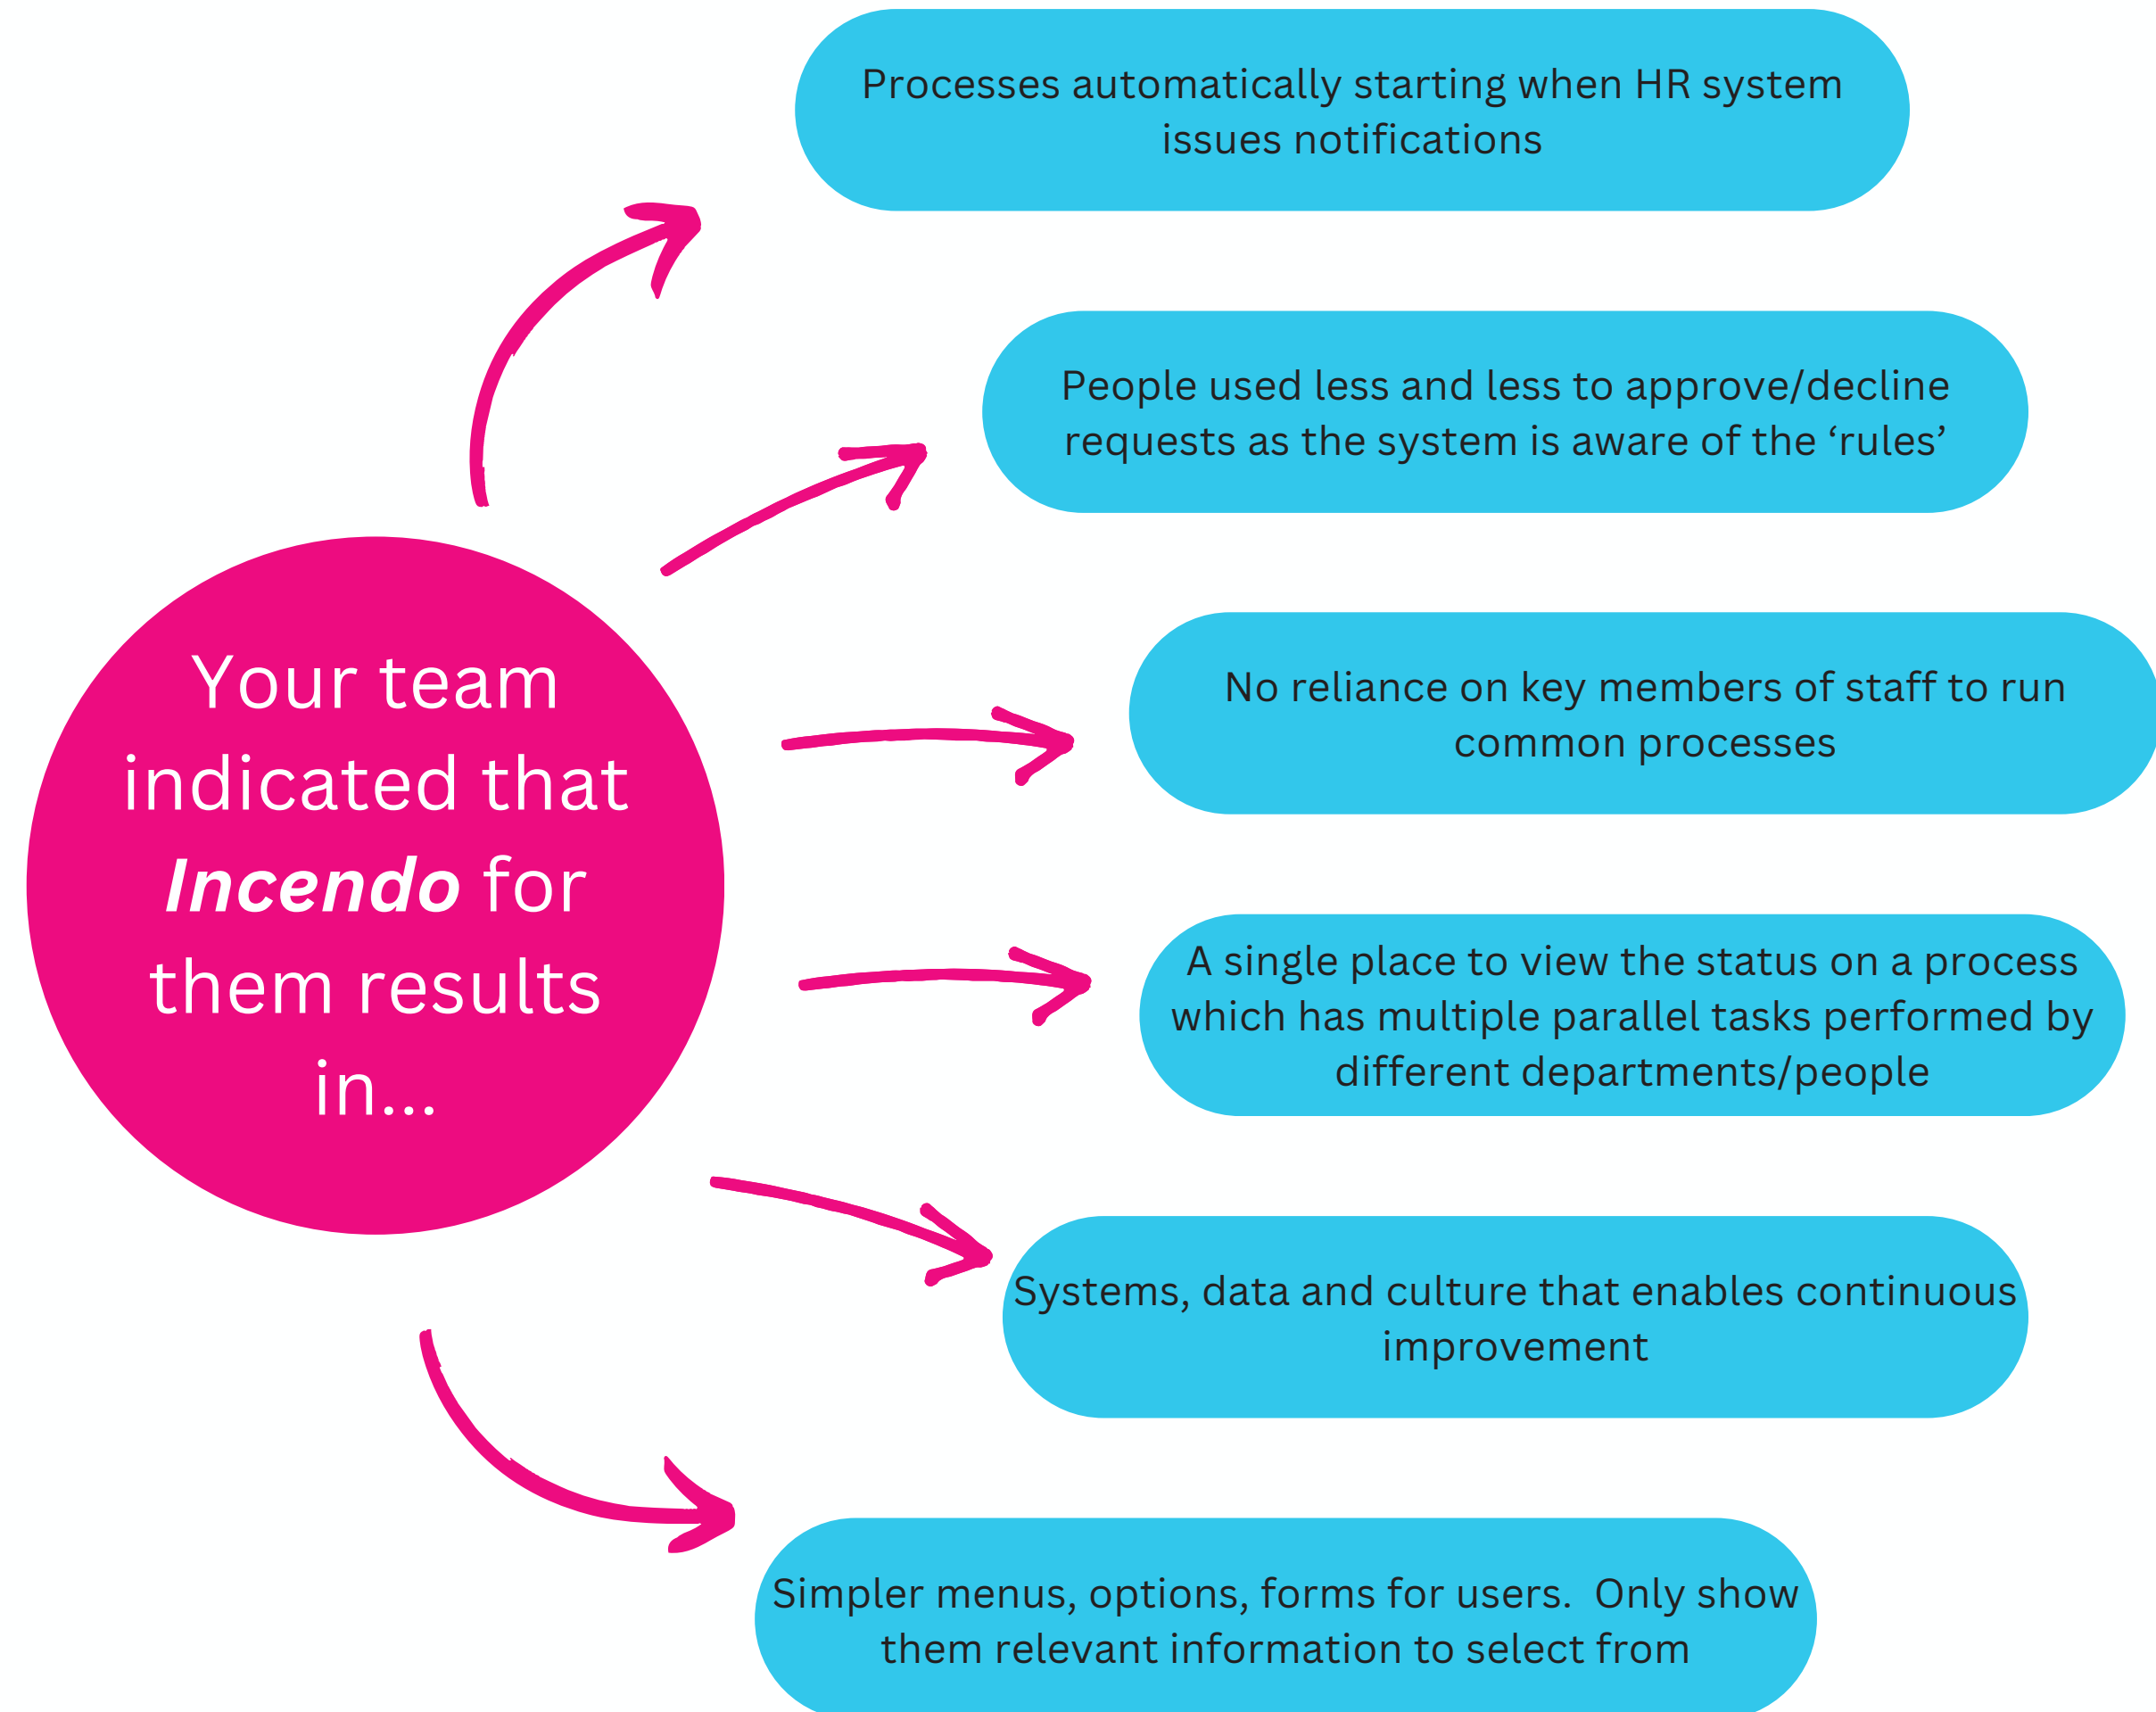 Your team
indicated that
Incendo for
them results
in...
Processes automatically starting when HR system
issues notifications
People used less and less to approve/decline
requests as the system is aware of the ‘rules’
No reliance on key members of staff to run
common processes
A single place to view the status on a process
which has multiple parallel tasks performed by
different departments/people
Systems, data and culture that enables continuous
improvement
Simpler menus, options, forms for users.  Only show
them relevant information to select from